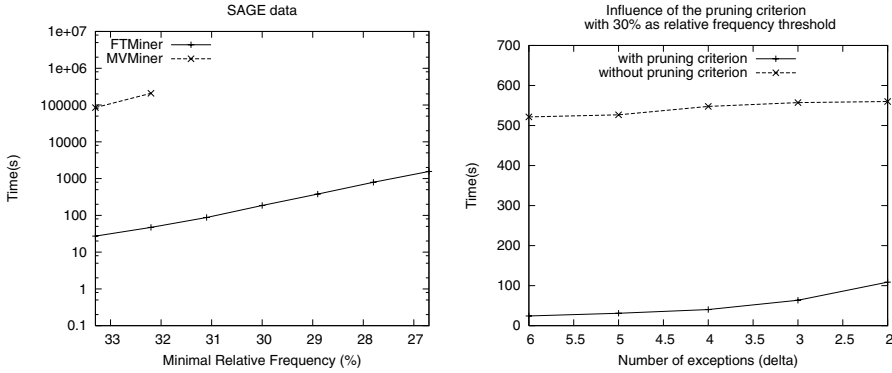 SAGE data
1e+07
1e+06
100000
10000
1000
100
10
1
0.1
Time(s)
FTMiner
MVMiner
33
32
31
30
29
28
27
Minimal Relative Frequency (%)
Influence of the pruning criterion
with 30% as relative frequency threshold
700
600
500
400
300
200
100
0
Time(s)
with pruning criterion
without pruning criterion
6
5.5
5
4.5
4
3.5
3
2.5
2
Number of exceptions (delta)